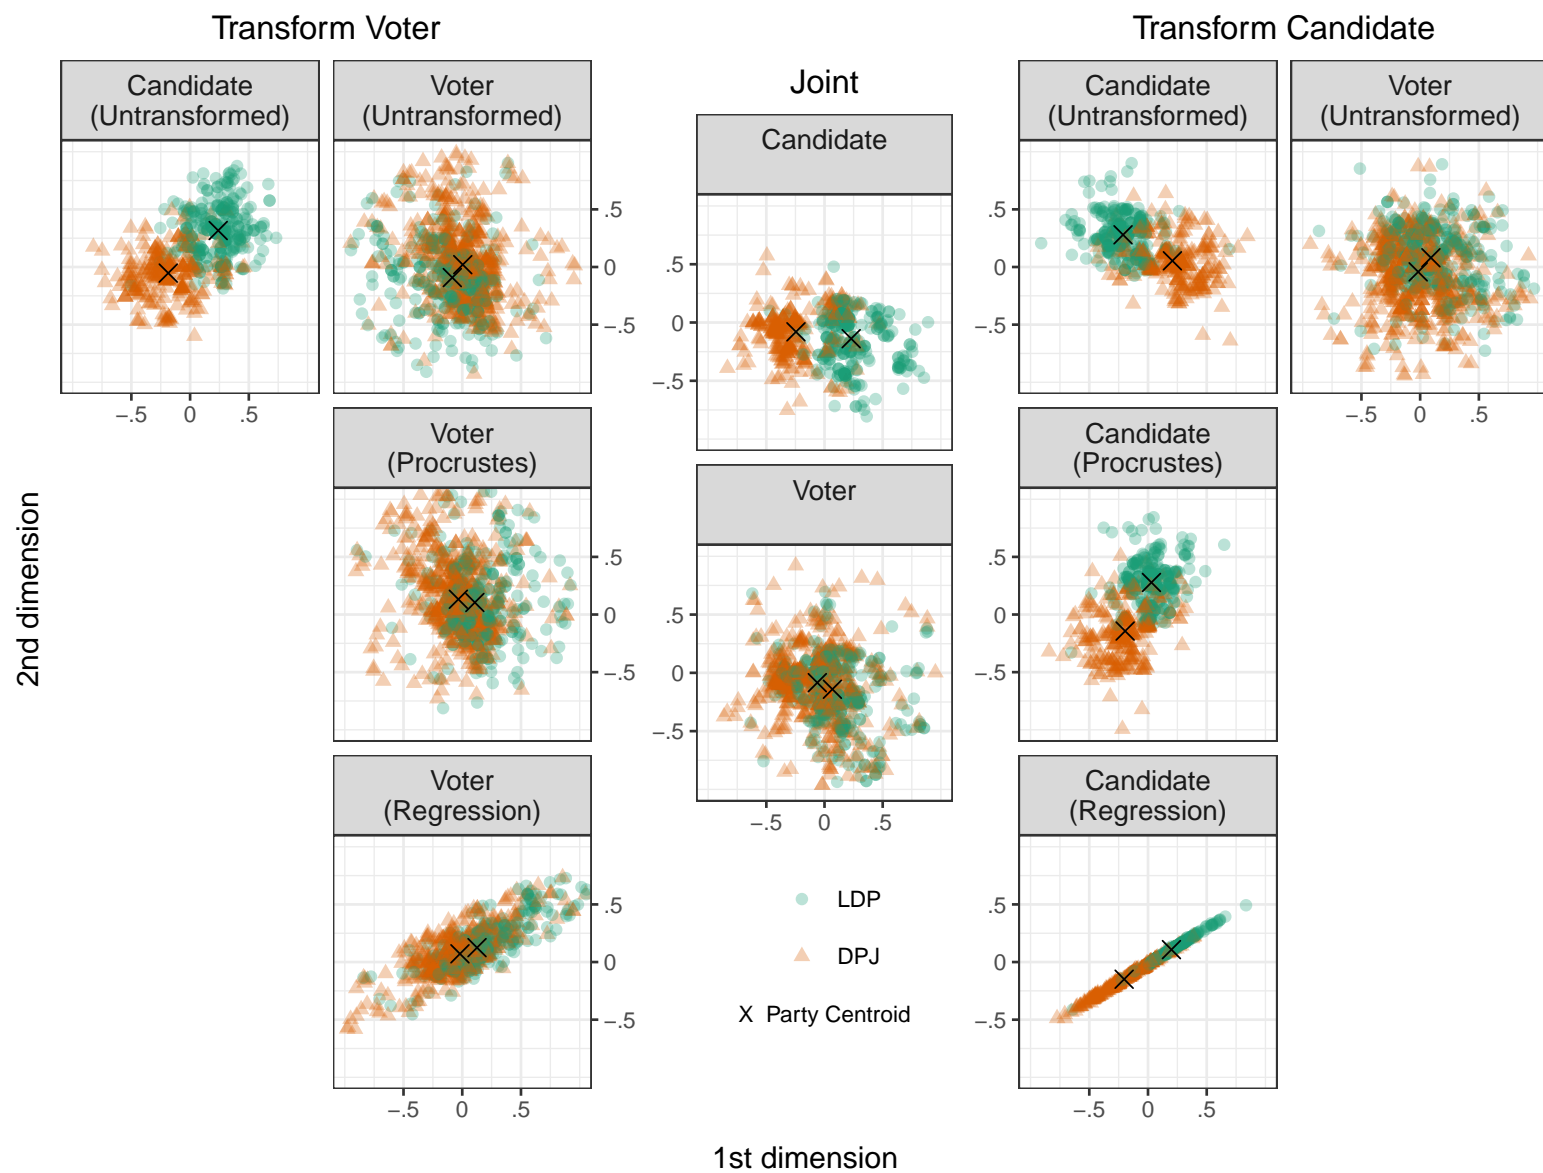 Transform Voter
Transform Candidate
Joint
Candidate
(Untransformed)
Voter
(Untransformed)
Candidate
Candidate
(Untransformed)
Voter
(Untransformed)
.5
0
−.5
−.5 0 .5
.5
0
−.5
.5
0
−.5
−.5 0 .5
Voter
(Procrustes)
.5
0
−.5
Voter
.5
0
−.5
−.5 0 .5
Candidate
(Procrustes)
.5
0
−.5
Voter
(Regression)
.5
0
−.5
−.5 0 .5
LDP
DPJ
X Party Centroid
Candidate
(Regression)
.5
0
−.5
−.5 0 .5
2nd dimension
1st dimension